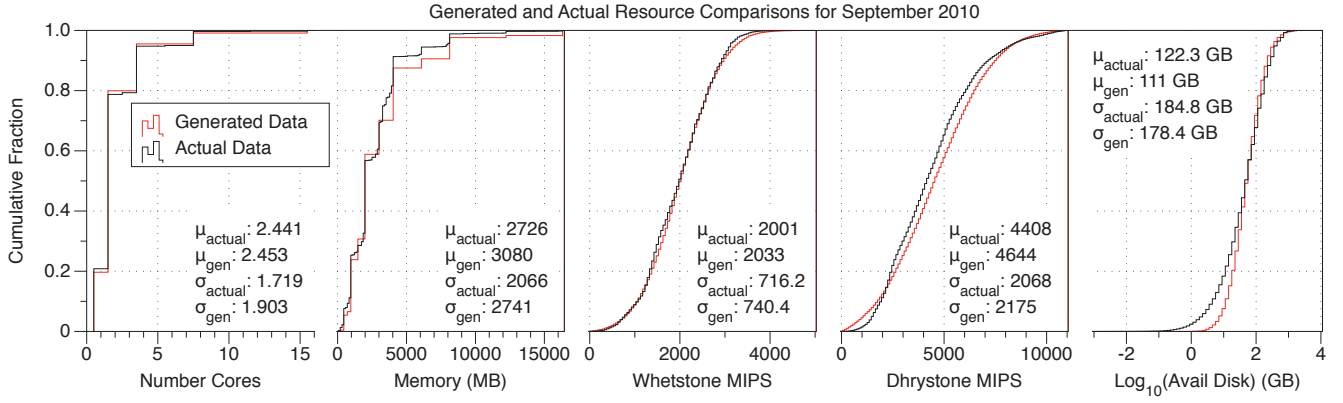 Generated and Actual Resource Comparisons for September 2010
Cumulative Fraction
1.0
0.8
0.6
0.4
0.2
0
Generated Data
Actual Data
μactual: 2.441
μgen: 2.453
σactual: 1.719
σgen: 1.903
0 5 10 15
Number Cores
μactual: 2726
μgen: 3080
σactual: 2066
σgen: 2741
0 5000 10000 15000
Memory (MB)
μactual: 2001
μgen: 2033
σactual: 716.2
σgen: 740.4
0 2000 4000
Whetstone MIPS
μactual: 4408
μgen: 4644
σactual: 2068
σgen: 2175
0 5000 10000
Dhrystone MIPS
μactual: 122.3 GB
μgen: 111 GB
σactual: 184.8 GB
σgen: 178.4 GB
-2 0 2 4
Log10(Avail Disk) (GB)